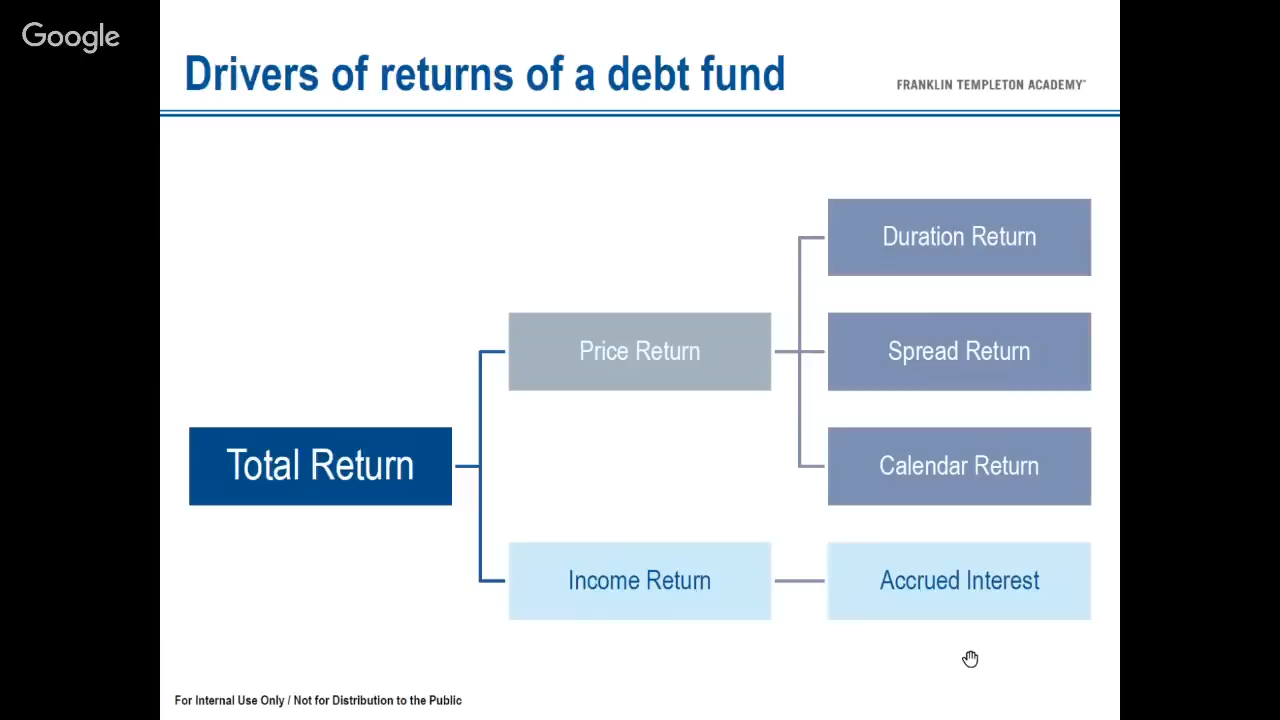 Google
Drivers of returns of a debt fund
FRANKLIN TEMPLETON ACADEMY
Duration Return
Price Return
Spread Return
Total Return
Calendar Return
Income Return
Accrued Interest
For Internal Use Only / Not for Distribution to the Public